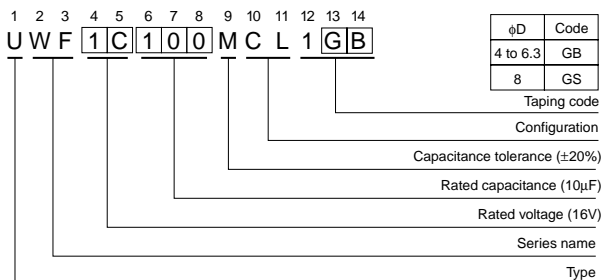 1 2 3 4 5 6 7 8 9 10 11 12 13 14
U W F 1 C 1 0 0 M C L 1 G B
φD Code
4 to 6.3 GB
8 GS
Taping code
Configuration
Capacitance tolerance (±20%)
Rated capacitance (10µF)
Rated voltage (16V)
Series name
Type